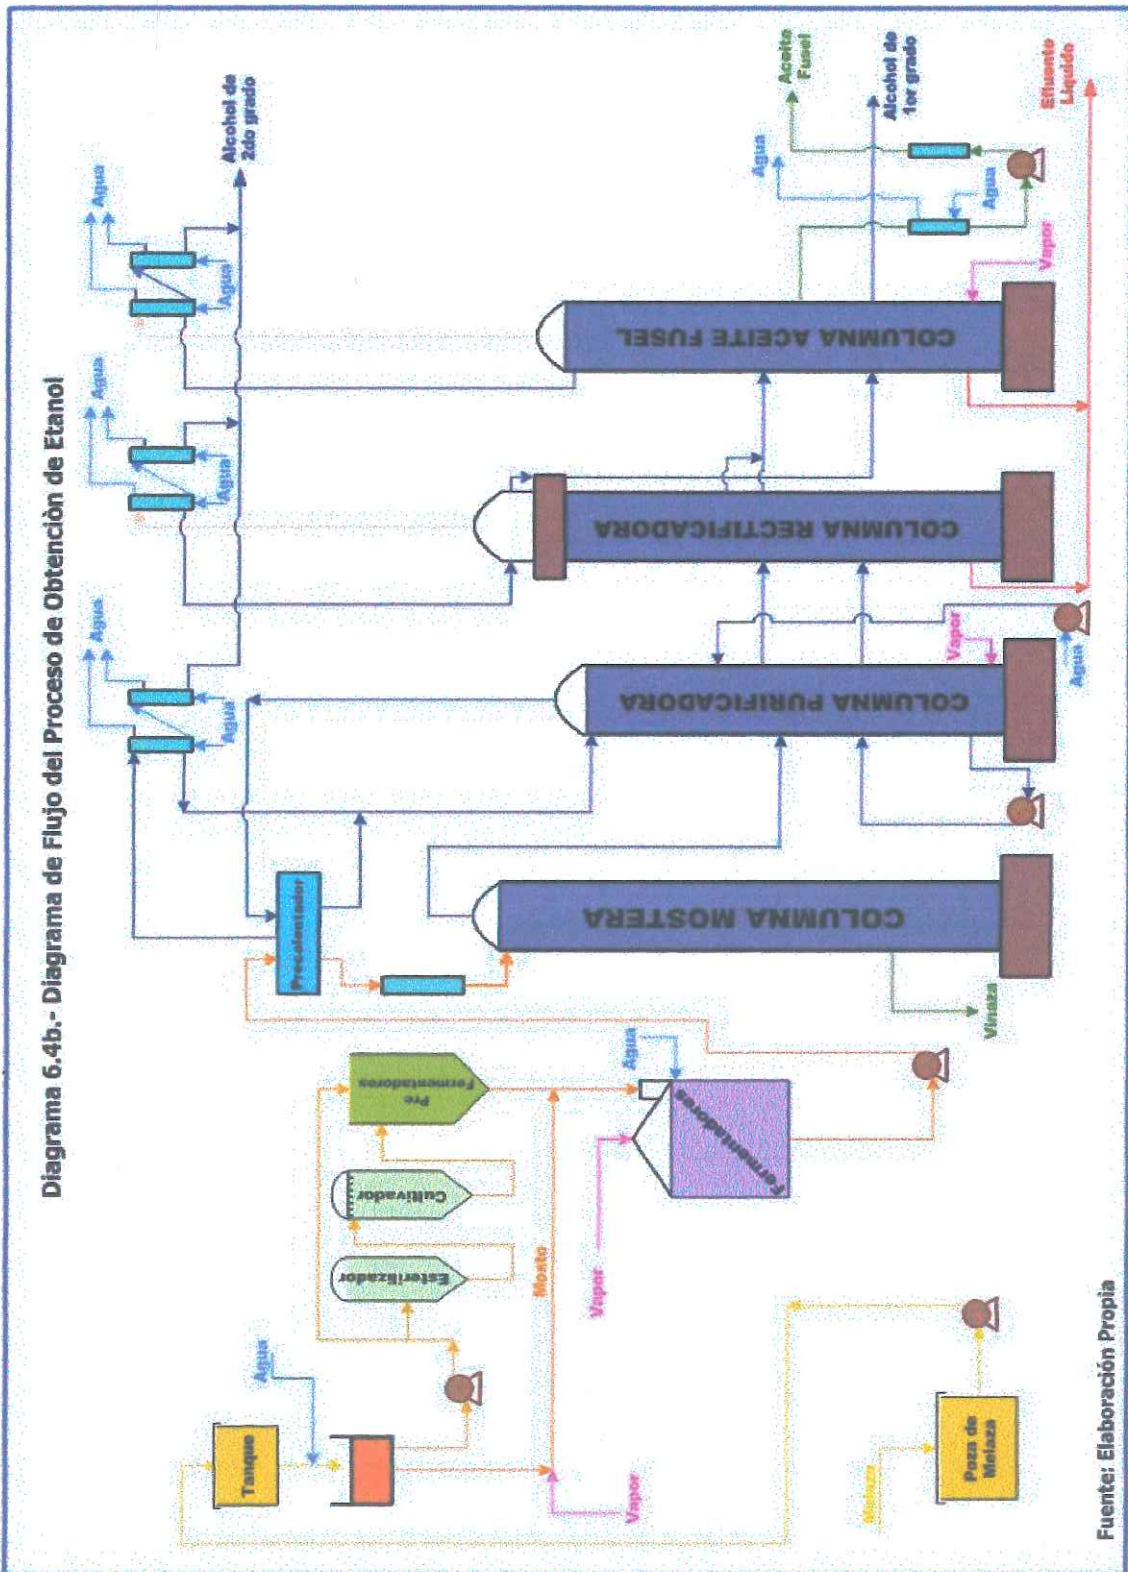 Diagrama 6.4b.- Diagrama de Flujo del Proceso de Obtención de Etanol
Agua
Agua
Agua
Agua
Agua
Agua
Alcohol de
2do grado
Precalentador
Tanque
Agua
Esterilizador
Cultivador
Pre
Fermentadores
Mosto
Vapor
Vapor
Agua
Fermentadores
Melaza
Poza de
Melaza
COLUMNA MOSTERA
Vinaza
COLUMNA PURIFICADORA
Vapor
Agua
COLUMNA RECTIFICADORA
COLUMNA ACEITE FUSEL
Vapor
Agua
Agua
Aceite
Fusel
Alcohol de
1er grado
Efluente
Líquido
Fuente: Elaboración Propia